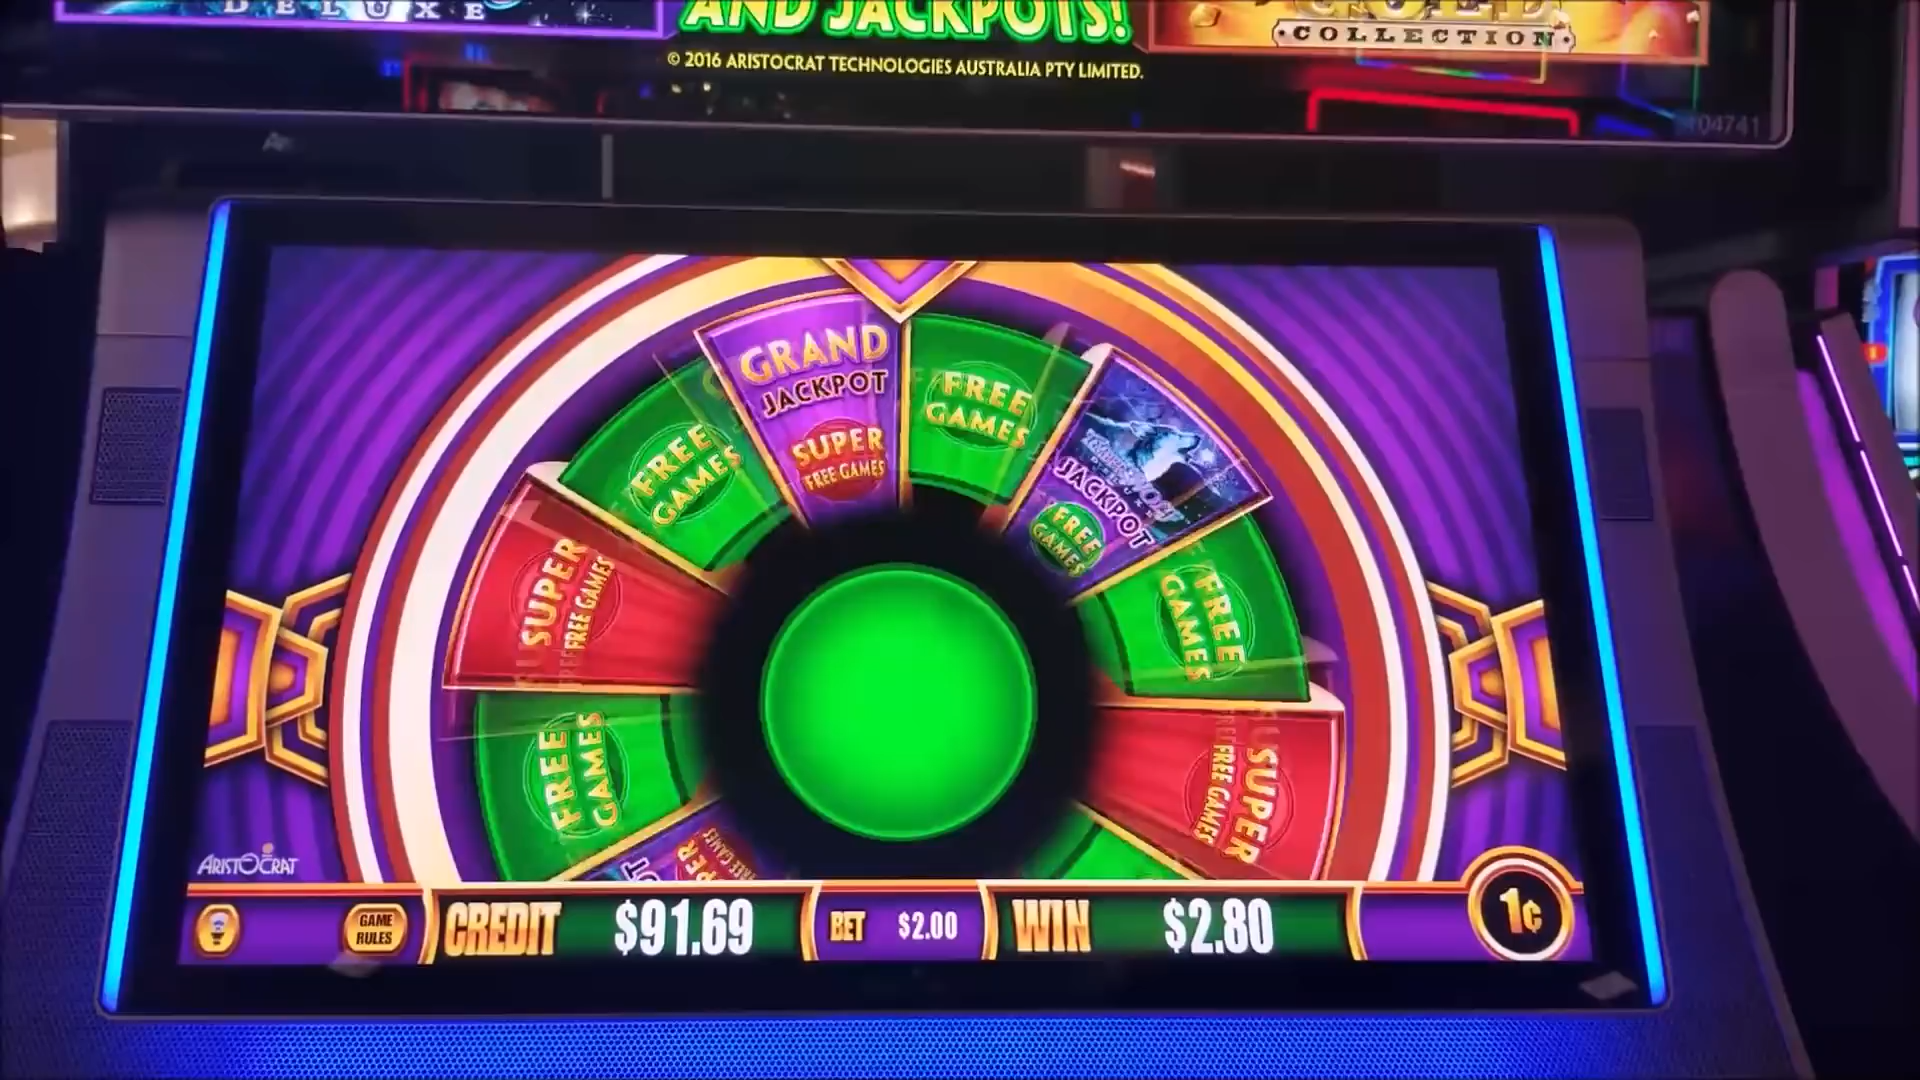 DELUXE
AND JACKPOTS!
COLLECTION
© 2016 ARISTOCRAT TECHNOLOGIES AUSTRALIA PTY LIMITED.
104741
GRAND
JACKPOT
SUPER
FREE GAMES
FREE
GAMES
FREE
GAMES
JACKPOT
FREE
GAMES
SUPER
FREE GAMES
FREE
GAMES
FREE
GAMES
SUPER
FREE GAMES
ARISTOCRAT
GAME
RULES
CREDIT $91.69
BET $2.00
WIN $2.80
1¢